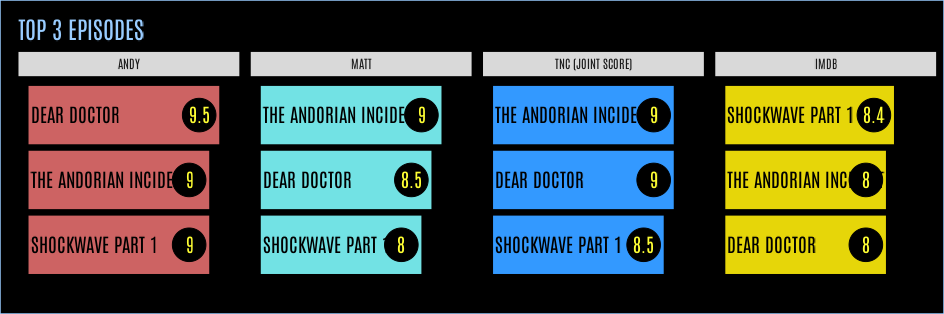 TOP 3 EPISODES
ANDY
DEAR DOCTOR 9.5
THE ANDORIAN INCIDE 9
SHOCKWAVE PART 1 9
MATT
THE ANDORIAN INCIDE 9
DEAR DOCTOR 8.5
SHOCKWAVE PART 1 8
TNC (JOINT SCORE)
THE ANDORIAN INCIDE 9
DEAR DOCTOR 9
SHOCKWAVE PART 1 8.5
IMDB
SHOCKWAVE PART 1 8.4
THE ANDORIAN INC 8
DEAR DOCTOR 8